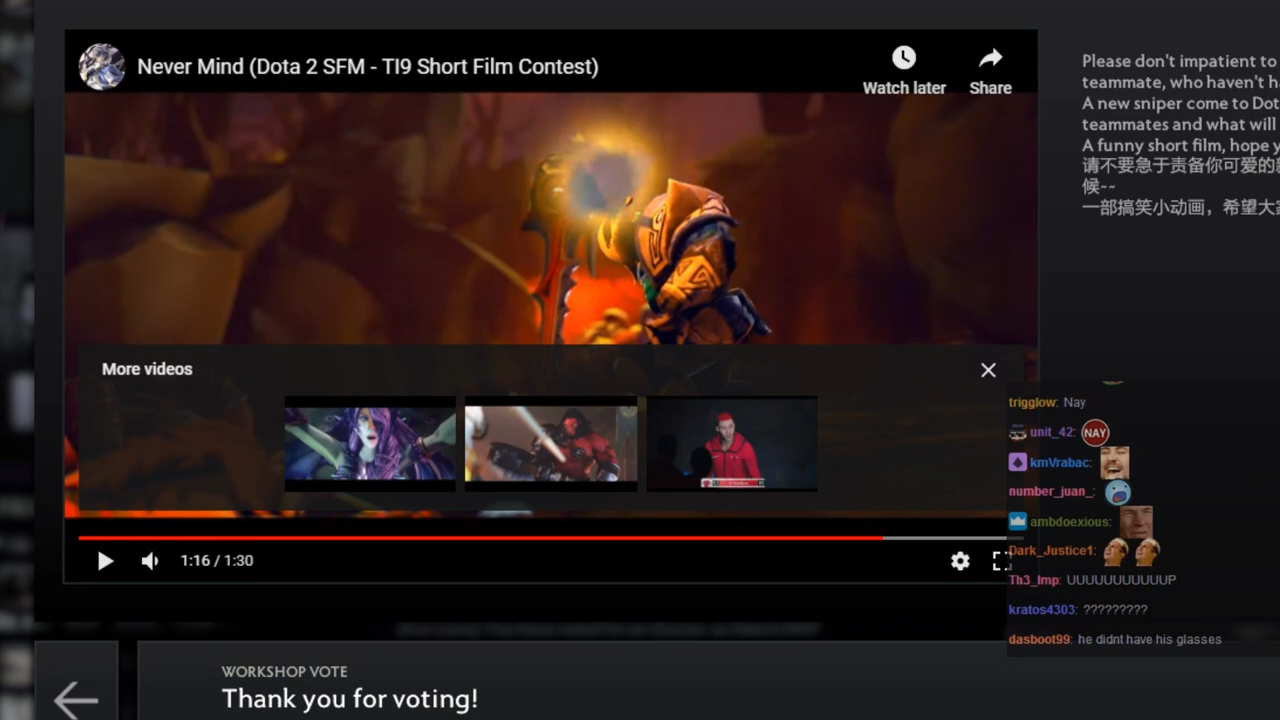 Never Mind (Dota 2 SFM - TI9 Short Film Contest)
Watch later
Share
Please don't impatient to
teammate, who haven't h
A new sniper come to Dot
teammates and what will
A funny short film, hope y
请不要急于责备你可爱的
候~~
一部搞笑小动画，希望大
More videos
trigglow: Nay
unit_42: NAY
kmVrabac:
number_juan_:
ambdoexious:
Dark_Justice1:
Th3_Imp: UUUUUUUUUUUP
kratos4303: ?????????
dasboot99: he didnt have his glasses
1:16 / 1:30
WORKSHOP VOTE
Thank you for voting!